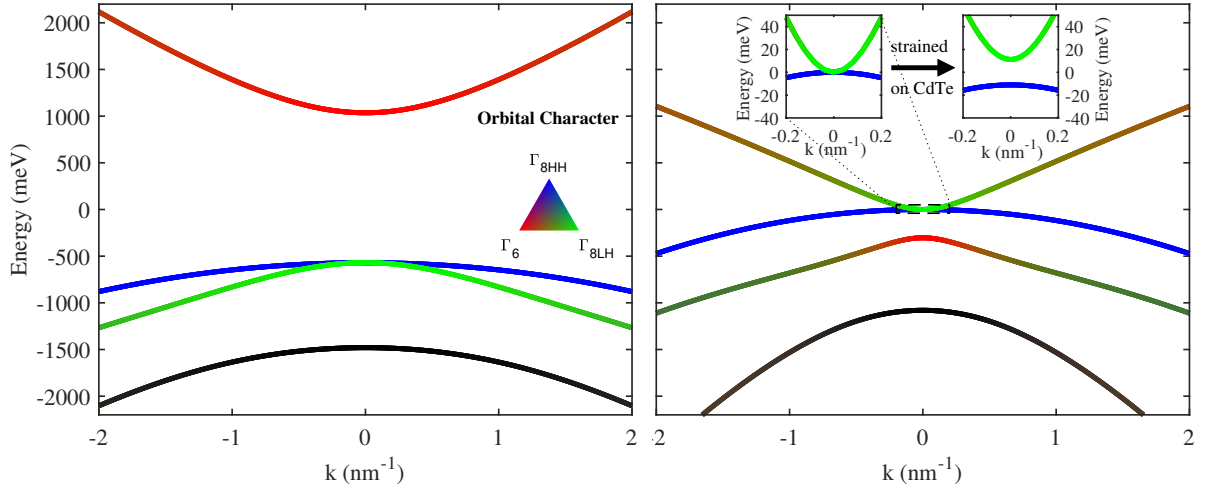 2000
1500
1000
500
0
-500
-1000
-1500
-2000
Energy (meV)
-2
-1
0
1
2
k (nm-1)
Orbital Character
Γ8HH
Γ6
Γ8LH
40
20
0
-20
-40
Energy (meV)
-0.2
0
0.2
k (nm-1)
strained
on CdTe
40
20
0
-20
40
Energy (meV)
-0.2
0
0.2
k (nm-1)
-2
-1
0
1
2
k (nm-1)